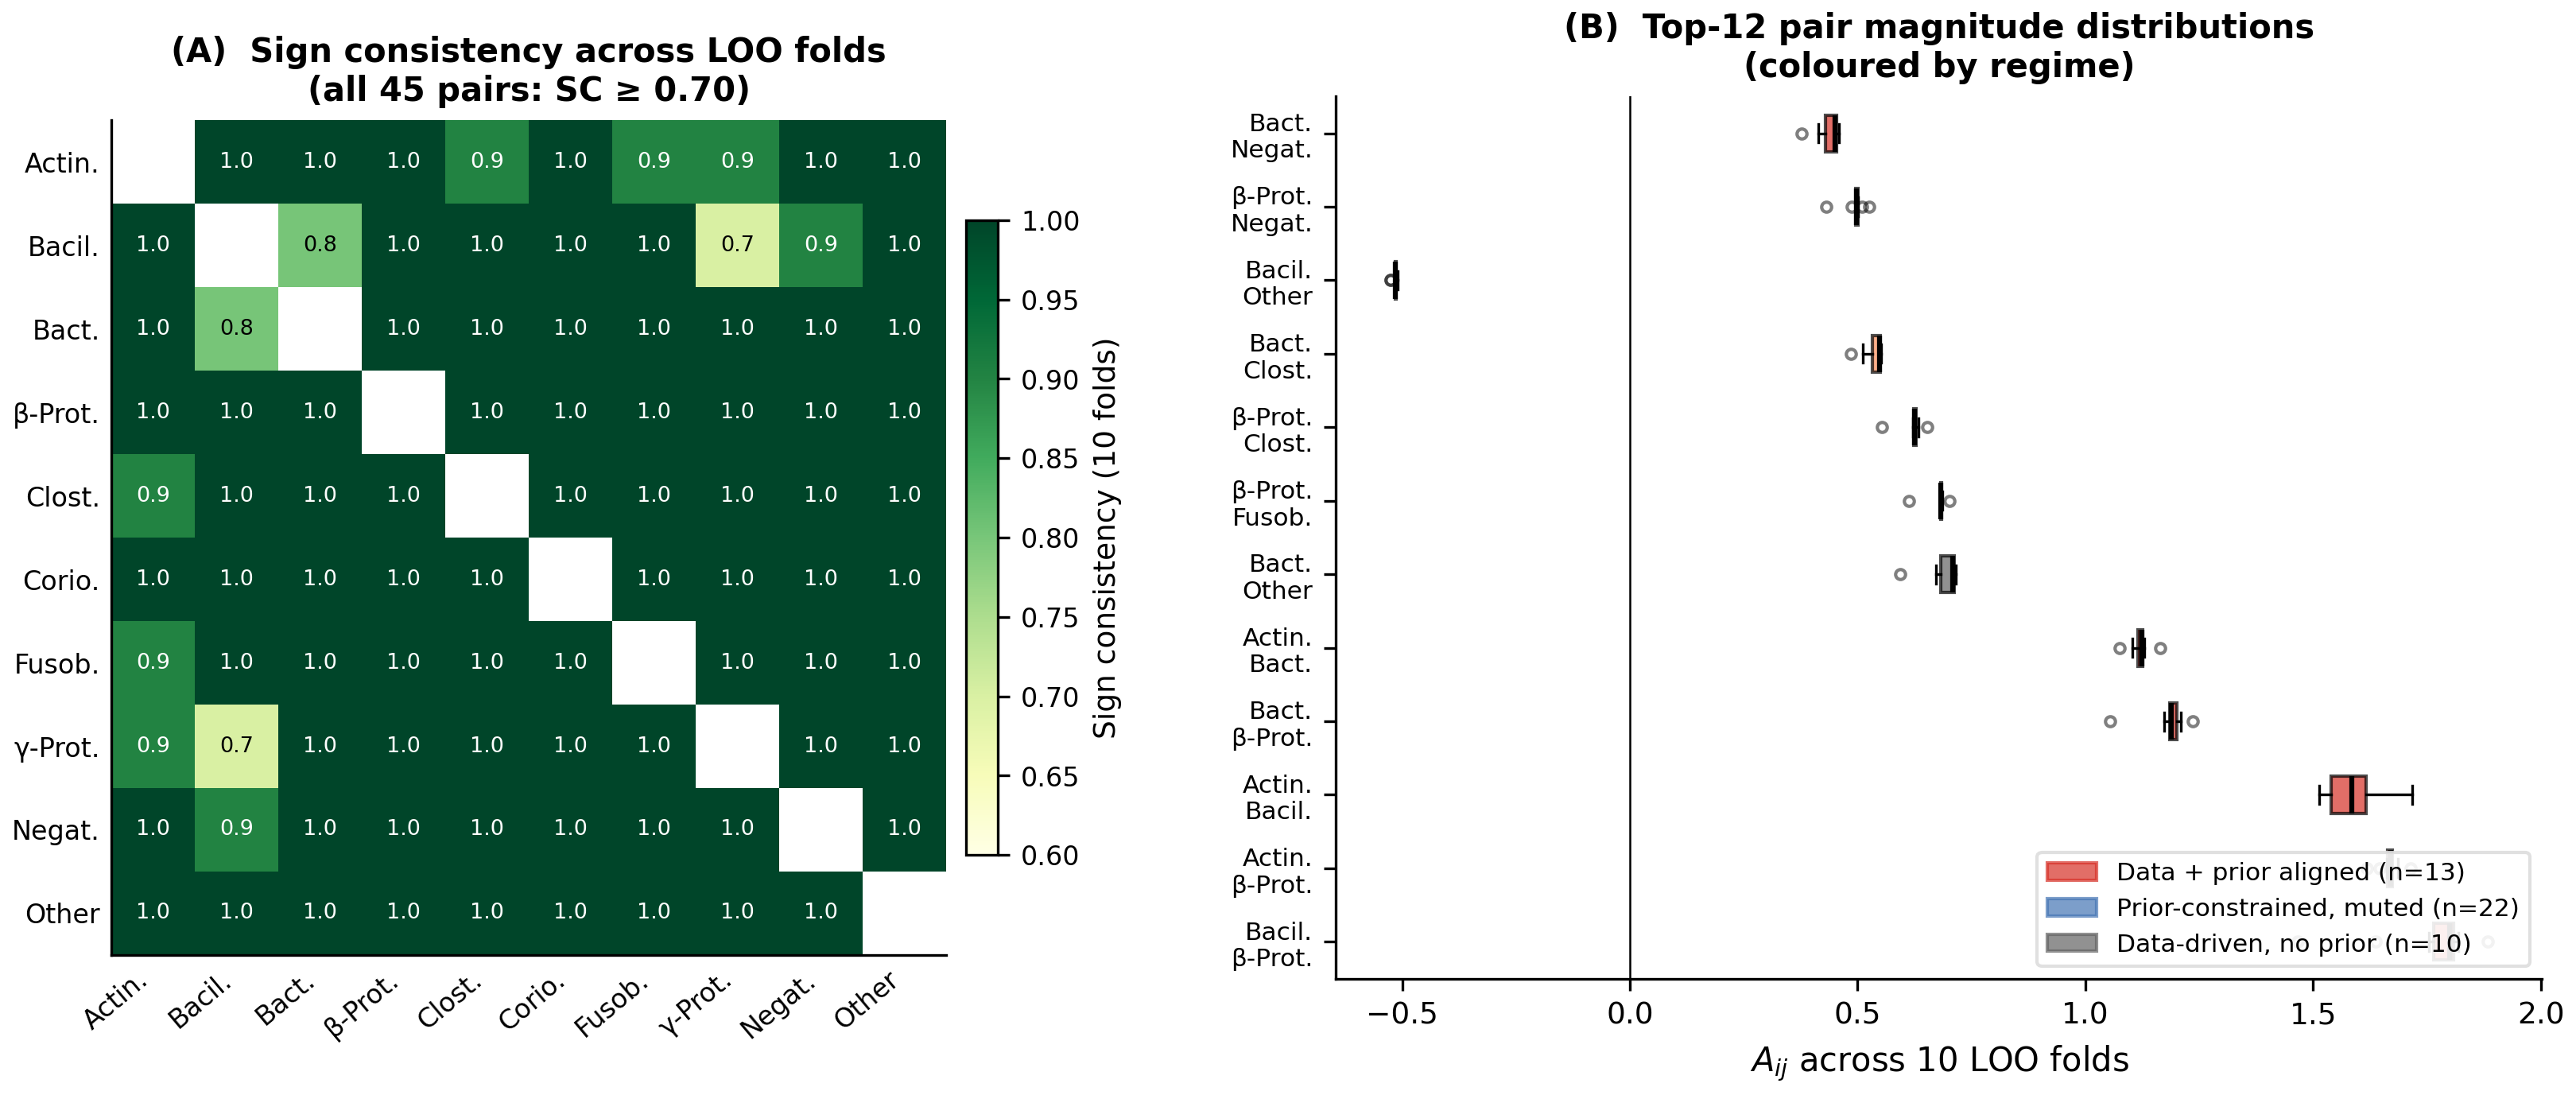 (A)  Sign consistency across LOO folds
(all 45 pairs: SC ≥ 0.70)
Actin. 1.0 1.0 1.0 0.9 1.0 0.9 0.9 1.0 1.0
Bacil. 1.0 0.8 1.0 1.0 1.0 1.0 0.7 0.9 1.0
Bact. 1.0 0.8 1.0 1.0 1.0 1.0 1.0 1.0 1.0
β-Prot. 1.0 1.0 1.0 1.0 1.0 1.0 1.0 1.0 1.0
Clost. 0.9 1.0 1.0 1.0 1.0 1.0 1.0 1.0 1.0
Corio. 1.0 1.0 1.0 1.0 1.0 1.0 1.0 1.0 1.0
Fusob. 0.9 1.0 1.0 1.0 1.0 1.0 1.0 1.0 1.0
γ-Prot. 0.9 0.7 1.0 1.0 1.0 1.0 1.0 1.0 1.0
Negat. 1.0 0.9 1.0 1.0 1.0 1.0 1.0 1.0 1.0
Other 1.0 1.0 1.0 1.0 1.0 1.0 1.0 1.0 1.0
Actin. Bacil. Bact. β-Prot. Clost. Corio. Fusob. γ-Prot. Negat. Other
1.00
0.95
0.90
0.85
0.80
0.75
0.70
0.65
0.60
Sign consistency (10 folds)
(B)  Top-12 pair magnitude distributions
(coloured by regime)
Bact.
Negat.
β-Prot.
Negat.
Bacil.
Other
Bact.
Clost.
β-Prot.
Clost.
β-Prot.
Fusob.
Bact.
Other
Actin.
Bact.
Bact.
β-Prot.
Actin.
Bacil.
Actin.
β-Prot.
Bacil.
β-Prot.
Data + prior aligned (n=13)
Prior-constrained, muted (n=22)
Data-driven, no prior (n=10)
−0.5 0.0 0.5 1.0 1.5 2.0
A_ij across 10 LOO folds